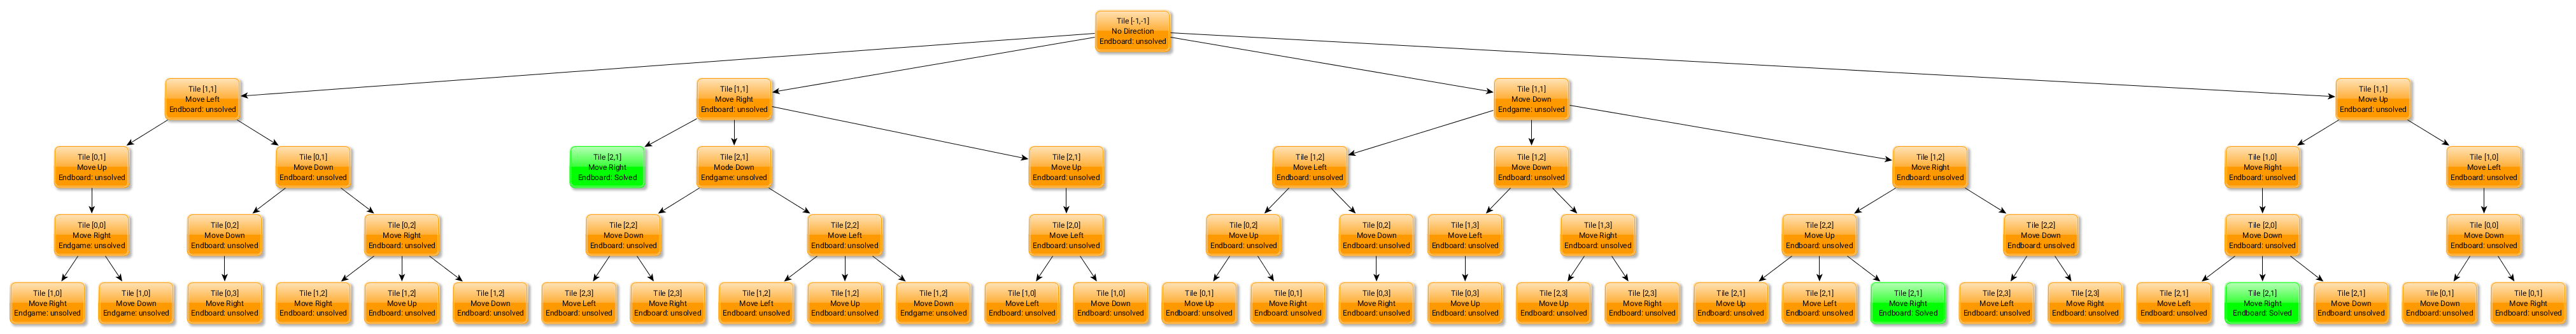 Tile [-1,-1]
No Direction
Endboard: unsolved
Tile [1,1]
Move Left
Endboard: unsolved
Tile [1,1]
Move Right
Endboard: unsolved
Tile [1,1]
Move Down
Endgame: unsolved
Tile [1,1]
Move Up
Endboard: unsolved
Tile [0,1]
Move Up
Endboard: unsolved
Tile [0,1]
Move Down
Endboard: unsolved
Tile [2,1]
Move Right
Endboard: Solved
Tile [2,1]
Mode Down
Endgame: unsolved
Tile [2,1]
Move Up
Endboard: unsolved
Tile [1,2]
Move Left
Endboard: unsolved
Tile [1,2]
Move Down
Endboard: unsolved
Tile [1,2]
Move Right
Endboard: unsolved
Tile [1,0]
Move Right
Endboard: unsolved
Tile [1,0]
Move Left
Endboard: unsolved
Tile [0,0]
Move Right
Endgame: unsolved
Tile [0,2]
Move Down
Endboard: unsolved
Tile [0,2]
Move Right
Endboard: unsolved
Tile [2,2]
Move Down
Endboard: unsolved
Tile [2,2]
Move Left
Endboard: unsolved
Tile [2,0]
Move Left
Endboard: unsolved
Tile [0,2]
Move Up
Endboard: unsolved
Tile [0,2]
Move Down
Endboard: unsolved
Tile [1,3]
Move Left
Endboard: unsolved
Tile [1,3]
Move Right
Endboard: unsolved
Tile [2,2]
Move Up
Endboard: unsolved
Tile [2,2]
Move Down
Endboard: unsolved
Tile [2,0]
Move Down
Endboard: unsolved
Tile [0,0]
Move Down
Endboard: unsolved
Tile [1,0]
Move Right
Endgame: unsolved
Tile [1,0]
Move Down
Endgame: unsolved
Tile [0,3]
Move Right
Endboard: unsolved
Tile [1,2]
Move Right
Endboard: unsolved
Tile [1,2]
Move Up
Endboard: unsolved
Tile [1,2]
Move Down
Endboard: unsolved
Tile [2,3]
Move Left
Endboard: unsolved
Tile [2,3]
Move Right
Endboard: unsolved
Tile [1,2]
Move Left
Endboard: unsolved
Tile [1,2]
Move Up
Endboard: unsolved
Tile [1,2]
Move Down
Endgame: unsolved
Tile [1,0]
Move Left
Endboard: unsolved
Tile [1,0]
Move Down
Endboard: unsolved
Tile [0,1]
Move Up
Endboard: unsolved
Tile [0,1]
Move Right
Endboard: unsolved
Tile [0,3]
Move Right
Endboard: unsolved
Tile [0,3]
Move Up
Endboard: unsolved
Tile [2,3]
Move Up
Endboard: unsolved
Tile [2,3]
Move Right
Endboard: unsolved
Tile [2,1]
Move Up
Endboard: unsolved
Tile [2,1]
Move Left
Endboard: unsolved
Tile [2,1]
Move Right
Endboard: Solved
Tile [2,3]
Move Left
Endboard: unsolved
Tile [2,3]
Move Right
Endboard: unsolved
Tile [2,1]
Move Left
Endboard: unsolved
Tile [2,1]
Move Right
Endboard: Solved
Tile [2,1]
Move Down
Endboard: unsolved
Tile [0,1]
Move Down
Endboard: unsolved
Tile [0,1]
Move Right
Endboard: unsolved